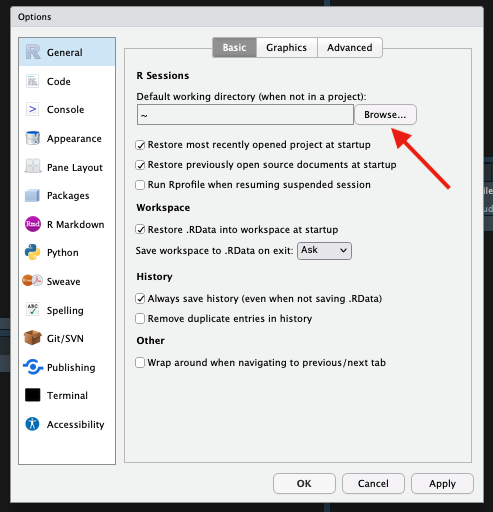 Options
General
Code
Console
Appearance
Pane Layout
Packages
Rmd R Markdown
Python
Sweave
ABC Spelling
Git/SVN
Publishing
Terminal
Accessibility
Basic Graphics Advanced
R Sessions
Default working directory (when not in a project):
~ Browse...
Restore most recently opened project at startup
Restore previously open source documents at startup
Run Rprofile when resuming suspended session
Workspace
Restore .RData into workspace at startup
Save workspace to .RData on exit: Ask
History
Always save history (even when not saving .RData)
Remove duplicate entries in history
Other
Wrap around when navigating to previous/next tab
OK Cancel Apply